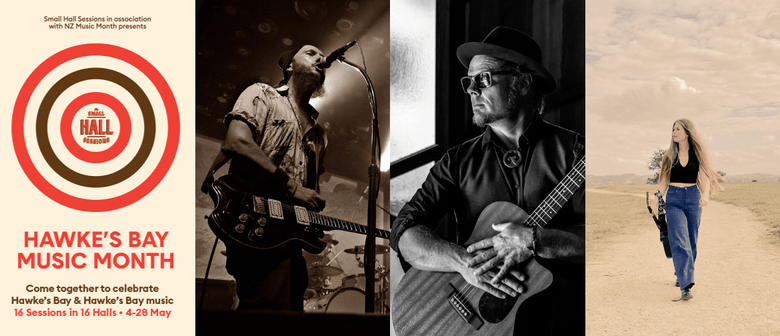 Small Hall Sessions in association
with NZ Music Month presents
The
SMALL
HALL
SESSIONS
HAWKE'S BAY
MUSIC MONTH
Come together to celebrate
Hawke's Bay & Hawke's Bay music
16 Sessions in 16 Halls • 4-28 May